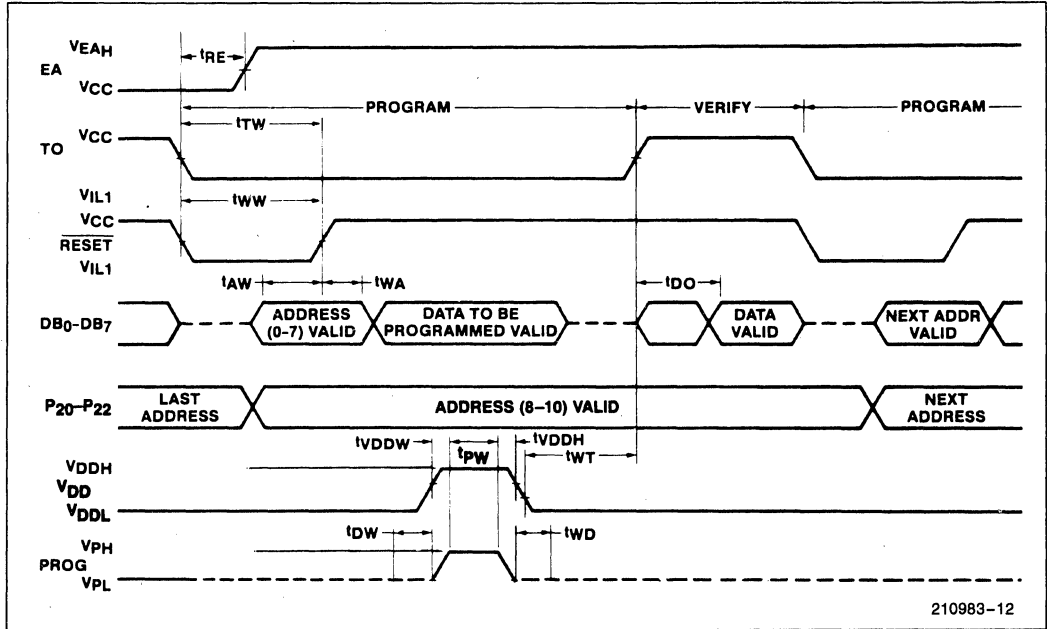 VEAH
EA
tRE
VCC
PROGRAM
VERIFY
PROGRAM
TO
VCC
tTW
VIL1
tWW
VCC
RESET
VIL1
tAW
tWA
tDO
DB0–DB7
ADDRESS
(0–7) VALID
DATA TO BE
PROGRAMMED VALID
DATA
VALID
NEXT ADDR
VALID
P20–P22
LAST
ADDRESS
ADDRESS (8–10) VALID
NEXT
ADDRESS
tVDDW
tPW
tVDDH
tWT
VDDH
VDD
VDDL
tDW
tWD
VPH
PROG
VPL
210983–12